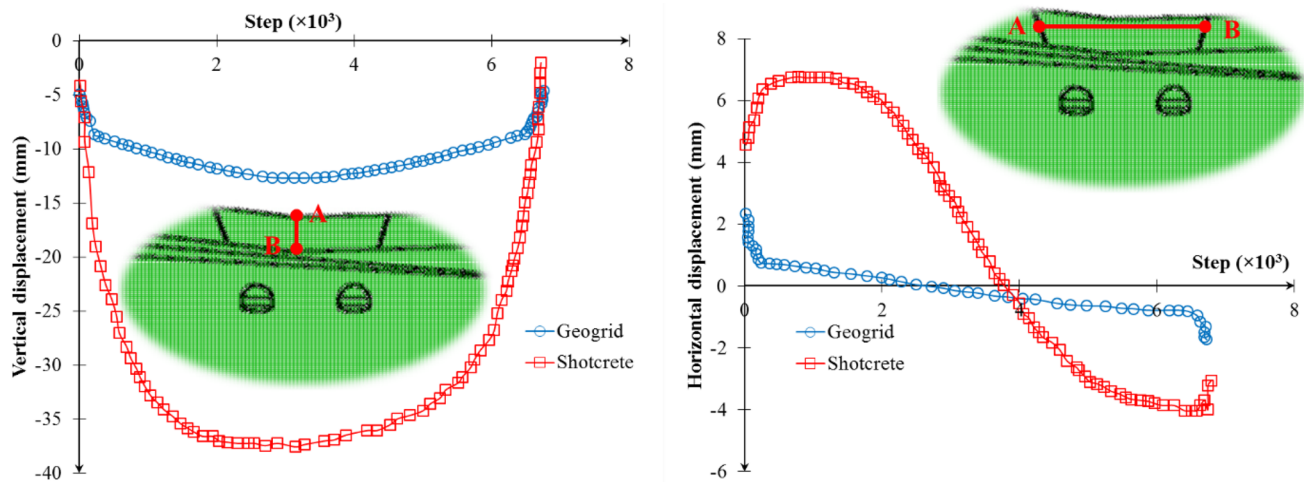 Step (×10³)
0
0
2
4
6
8
-5
-10
-15
-20
-25
-30
-35
-40
Vertical displacement (mm)
A
B
Geogrid
Shotcrete
8
6
4
2
0
-2
-4
-6
0
2
4
6
8
Horizontal displacement (mm)
A
B
Step (×10³)
Geogrid
Shotcrete